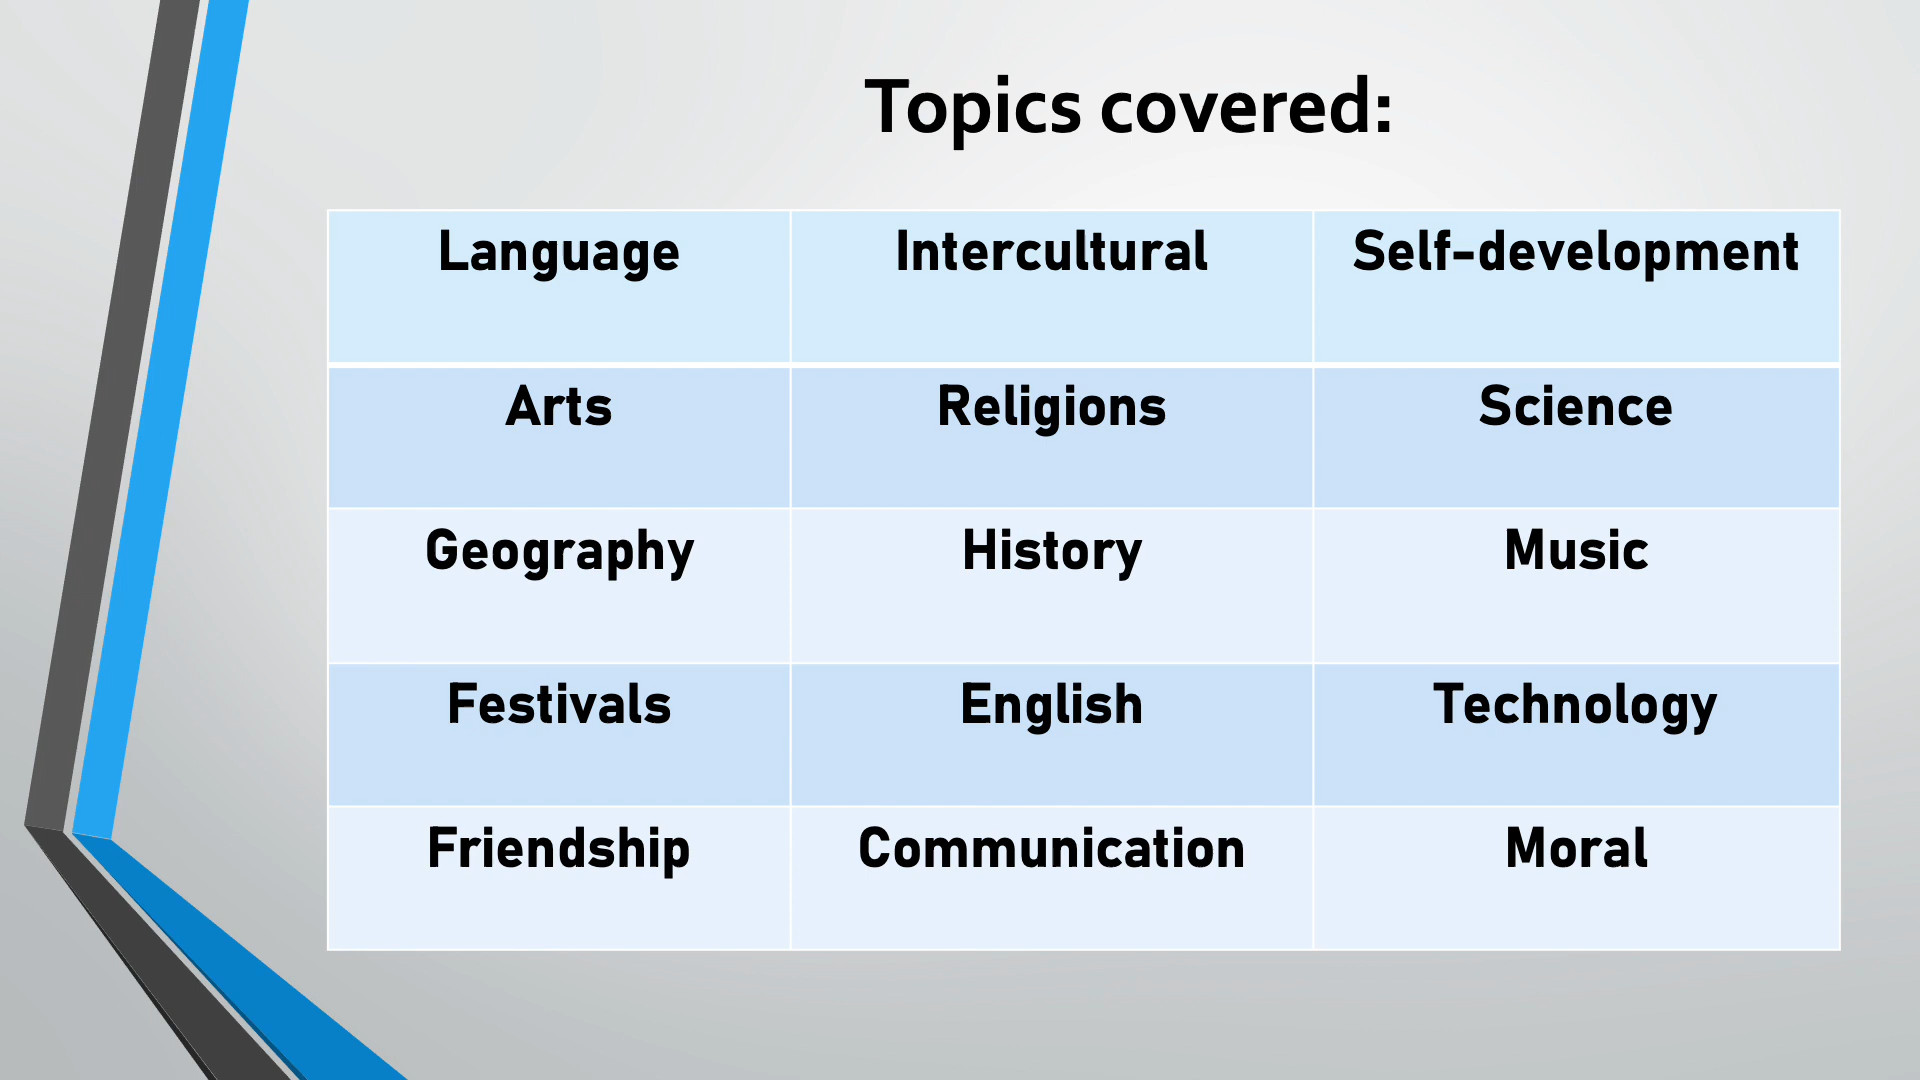 Topics covered:
Language Intercultural Self-development
Arts Religions Science
Geography History Music
Festivals English Technology
Friendship Communication Moral